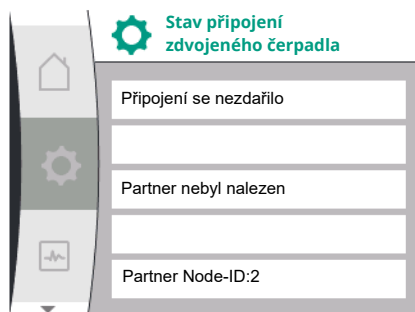 Stav připojení
zdvojeného čerpadla
Připojení se nezdařilo
Partner nebyl nalezen
Partner Node-ID:2